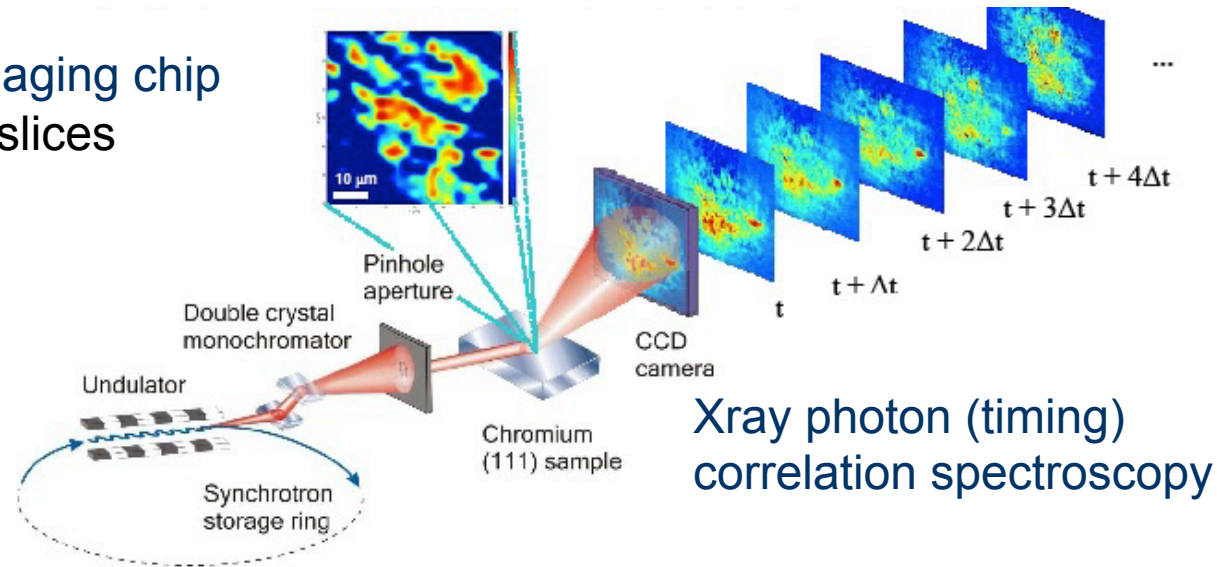 aging chip
slices
10 μm
Pinhole
aperture
Double crystal
monochromator
Undulator
Synchrotron
storage ring
Chromium
(111) sample
CCD
camera
t
t + Δt
t + 2Δt
t + 3Δt
t + 4Δt
...
Xray photon (timing)
correlation spectroscopy